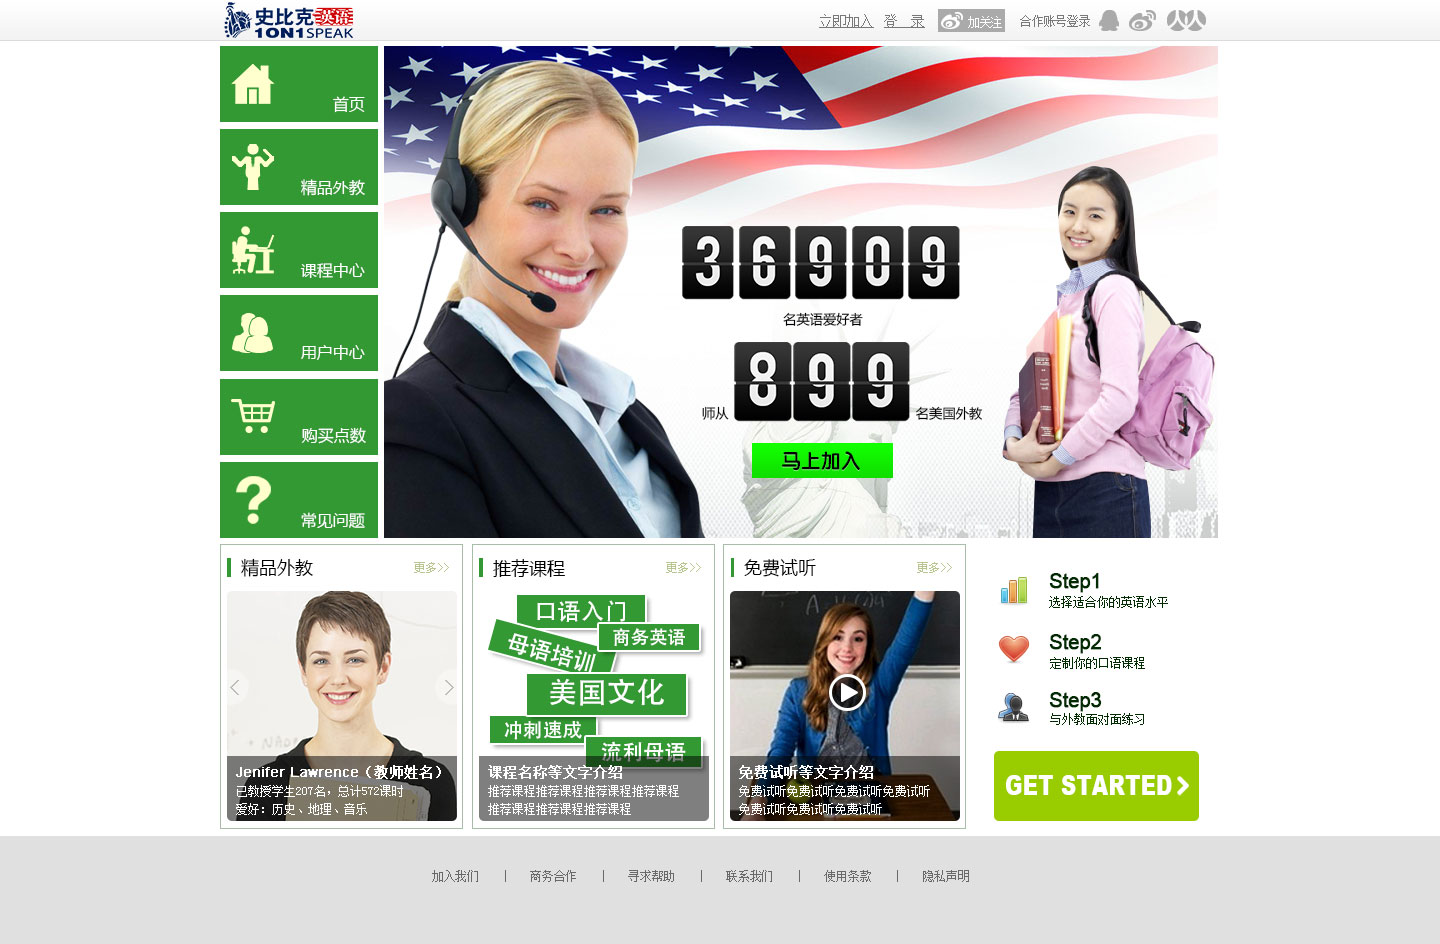 史比克英语
1ON1SPEAK
立即加入 登 录 加关注 合作账号登录
首页
精品外教
课程中心
用户中心
购买点数
常见问题
36909
名英语爱好者
师从 899 名美国外教
马上加入
精品外教 更多>>
Jenifer Lawrence（教师姓名）
已教授学生207名，总计572课时
爱好：历史、地理、音乐
推荐课程 更多>>
口语入门
商务英语
母语培训
美国文化
冲刺速成
流利母语
课程名称等文字介绍
推荐课程推荐课程推荐课程推荐课程
推荐课程推荐课程推荐课程
免费试听 更多>>
免费试听等文字介绍
免费试听免费试听免费试听免费试听
免费试听免费试听免费试听
Step1
选择适合你的英语水平
Step2
定制你的口语课程
Step3
与外教面对面练习
GET STARTED
加入我们 | 商务合作 | 寻求帮助 | 联系我们 | 使用条款 | 隐私声明